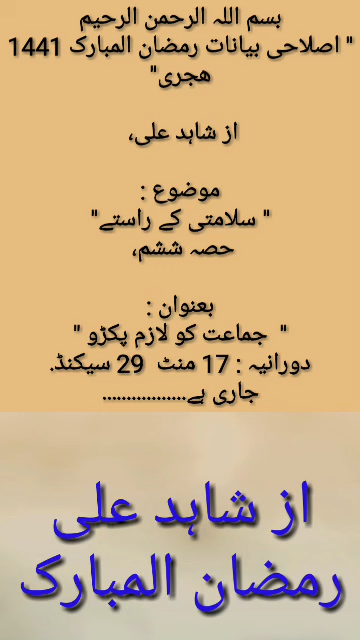 بسم اللہ الرحمن الرحیم
" اصلاحی بیانات رمضان المبارک 1441
ھجری"
از شاہد علی،
موضوع :
" سلامتی کے راستے"
حصہ ششم،
بعنوان :
" جماعت کو لازم پکڑو "
دورانیہ : 17 منٹ 29 سیکنڈ.
جاری ہے.................
از شاہد علی
رمضان المبارک